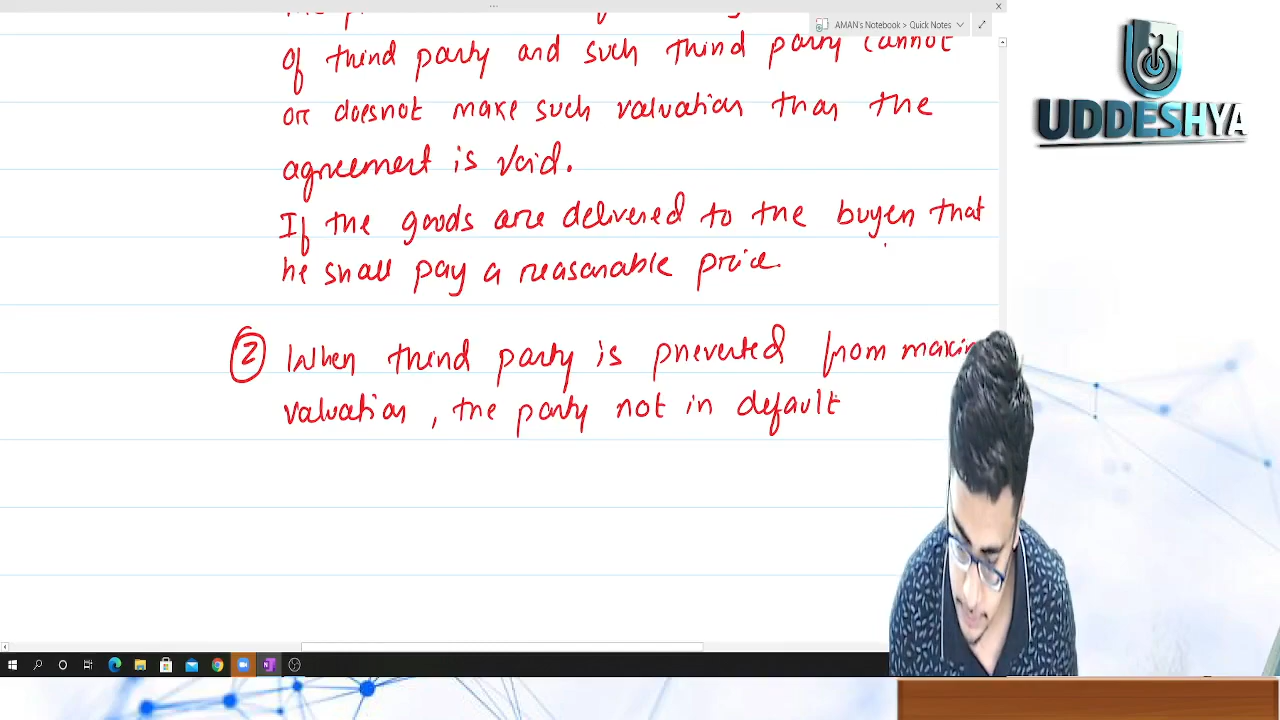 AMAN's Notebook > Quick Notes
of third party and such third party cannot
or doesnot make such valuation than the
agreement is void.
If the goods are delivered to the buyer that
he shall pay a reasonable price.
② When third party is prevented from making
valuation, the party not in default
UDDESHYA